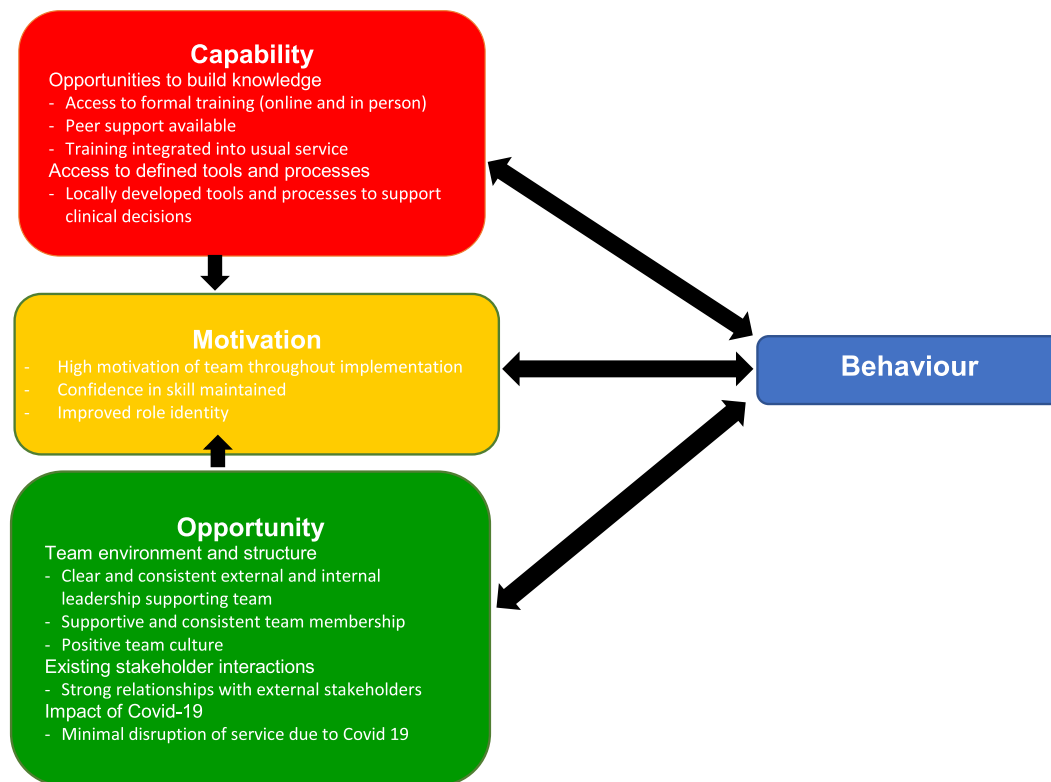 Capability
Opportunities to build knowledge
- Access to formal training (online and in person)
- Peer support available
- Training integrated into usual service
Access to defined tools and processes
- Locally developed tools and processes to support
clinical decisions
Motivation
- High motivation of team throughout implementation
- Confidence in skill maintained
- Improved role identity
Behaviour
Opportunity
Team environment and structure
- Clear and consistent external and internal
leadership supporting team
- Supportive and consistent team membership
- Positive team culture
Existing stakeholder interactions
- Strong relationships with external stakeholders
Impact of Covid-19
- Minimal disruption of service due to Covid 19